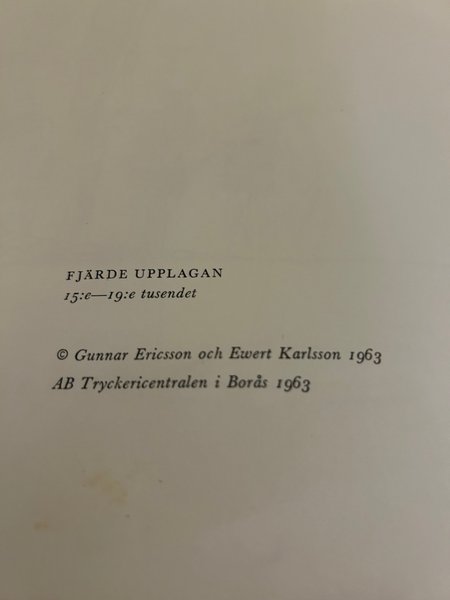 FJÄRDE UPPLAGAN
15:e—19:e tusendet
© Gunnar Ericsson och Ewert Karlsson 1963
AB Tryckericentralen i Borås 1963